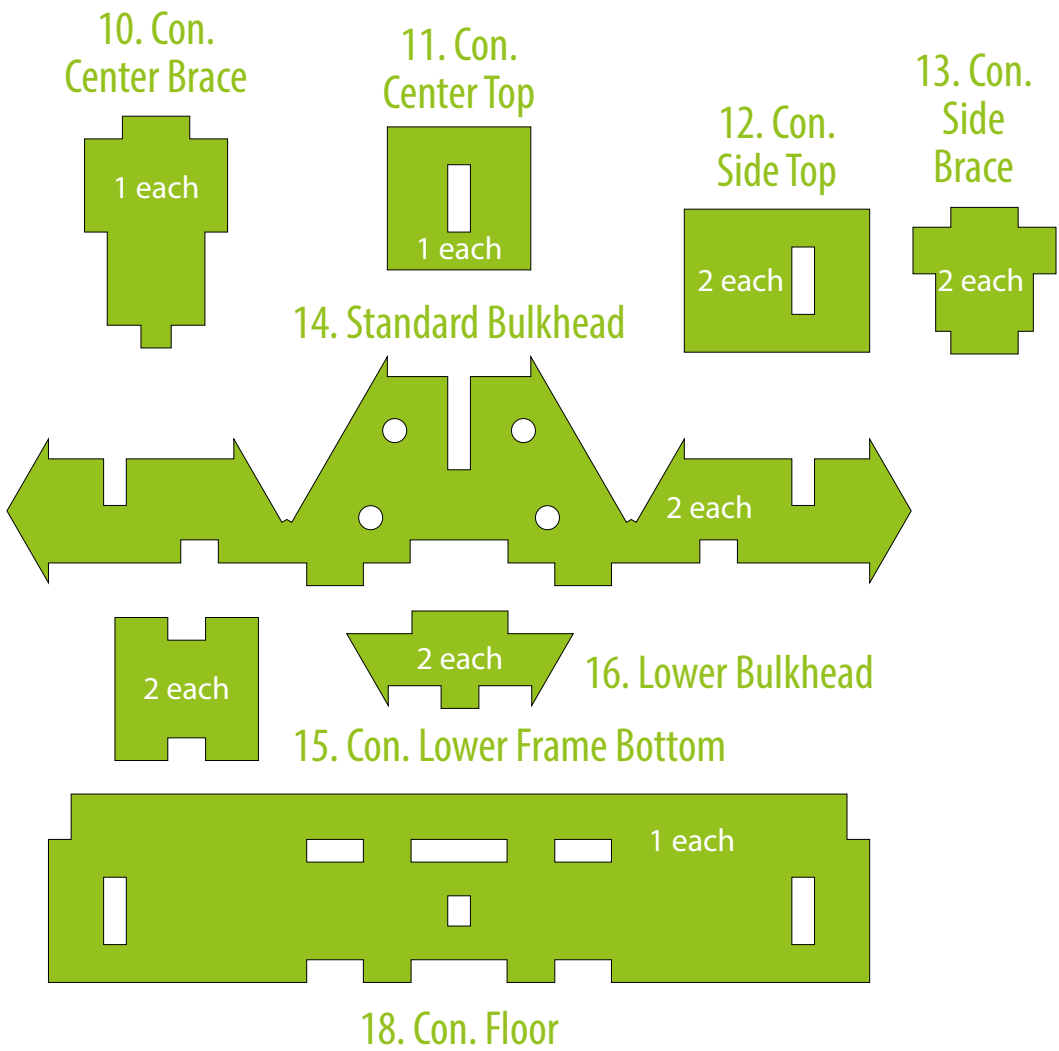 10. Con.
Center Brace
1 each
11. Con.
Center Top
1 each
12. Con.
Side Top
2 each
13. Con.
Side
Brace
2 each
14. Standard Bulkhead
2 each
2 each
15. Con. Lower Frame Bottom
2 each
16. Lower Bulkhead
1 each
18. Con. Floor